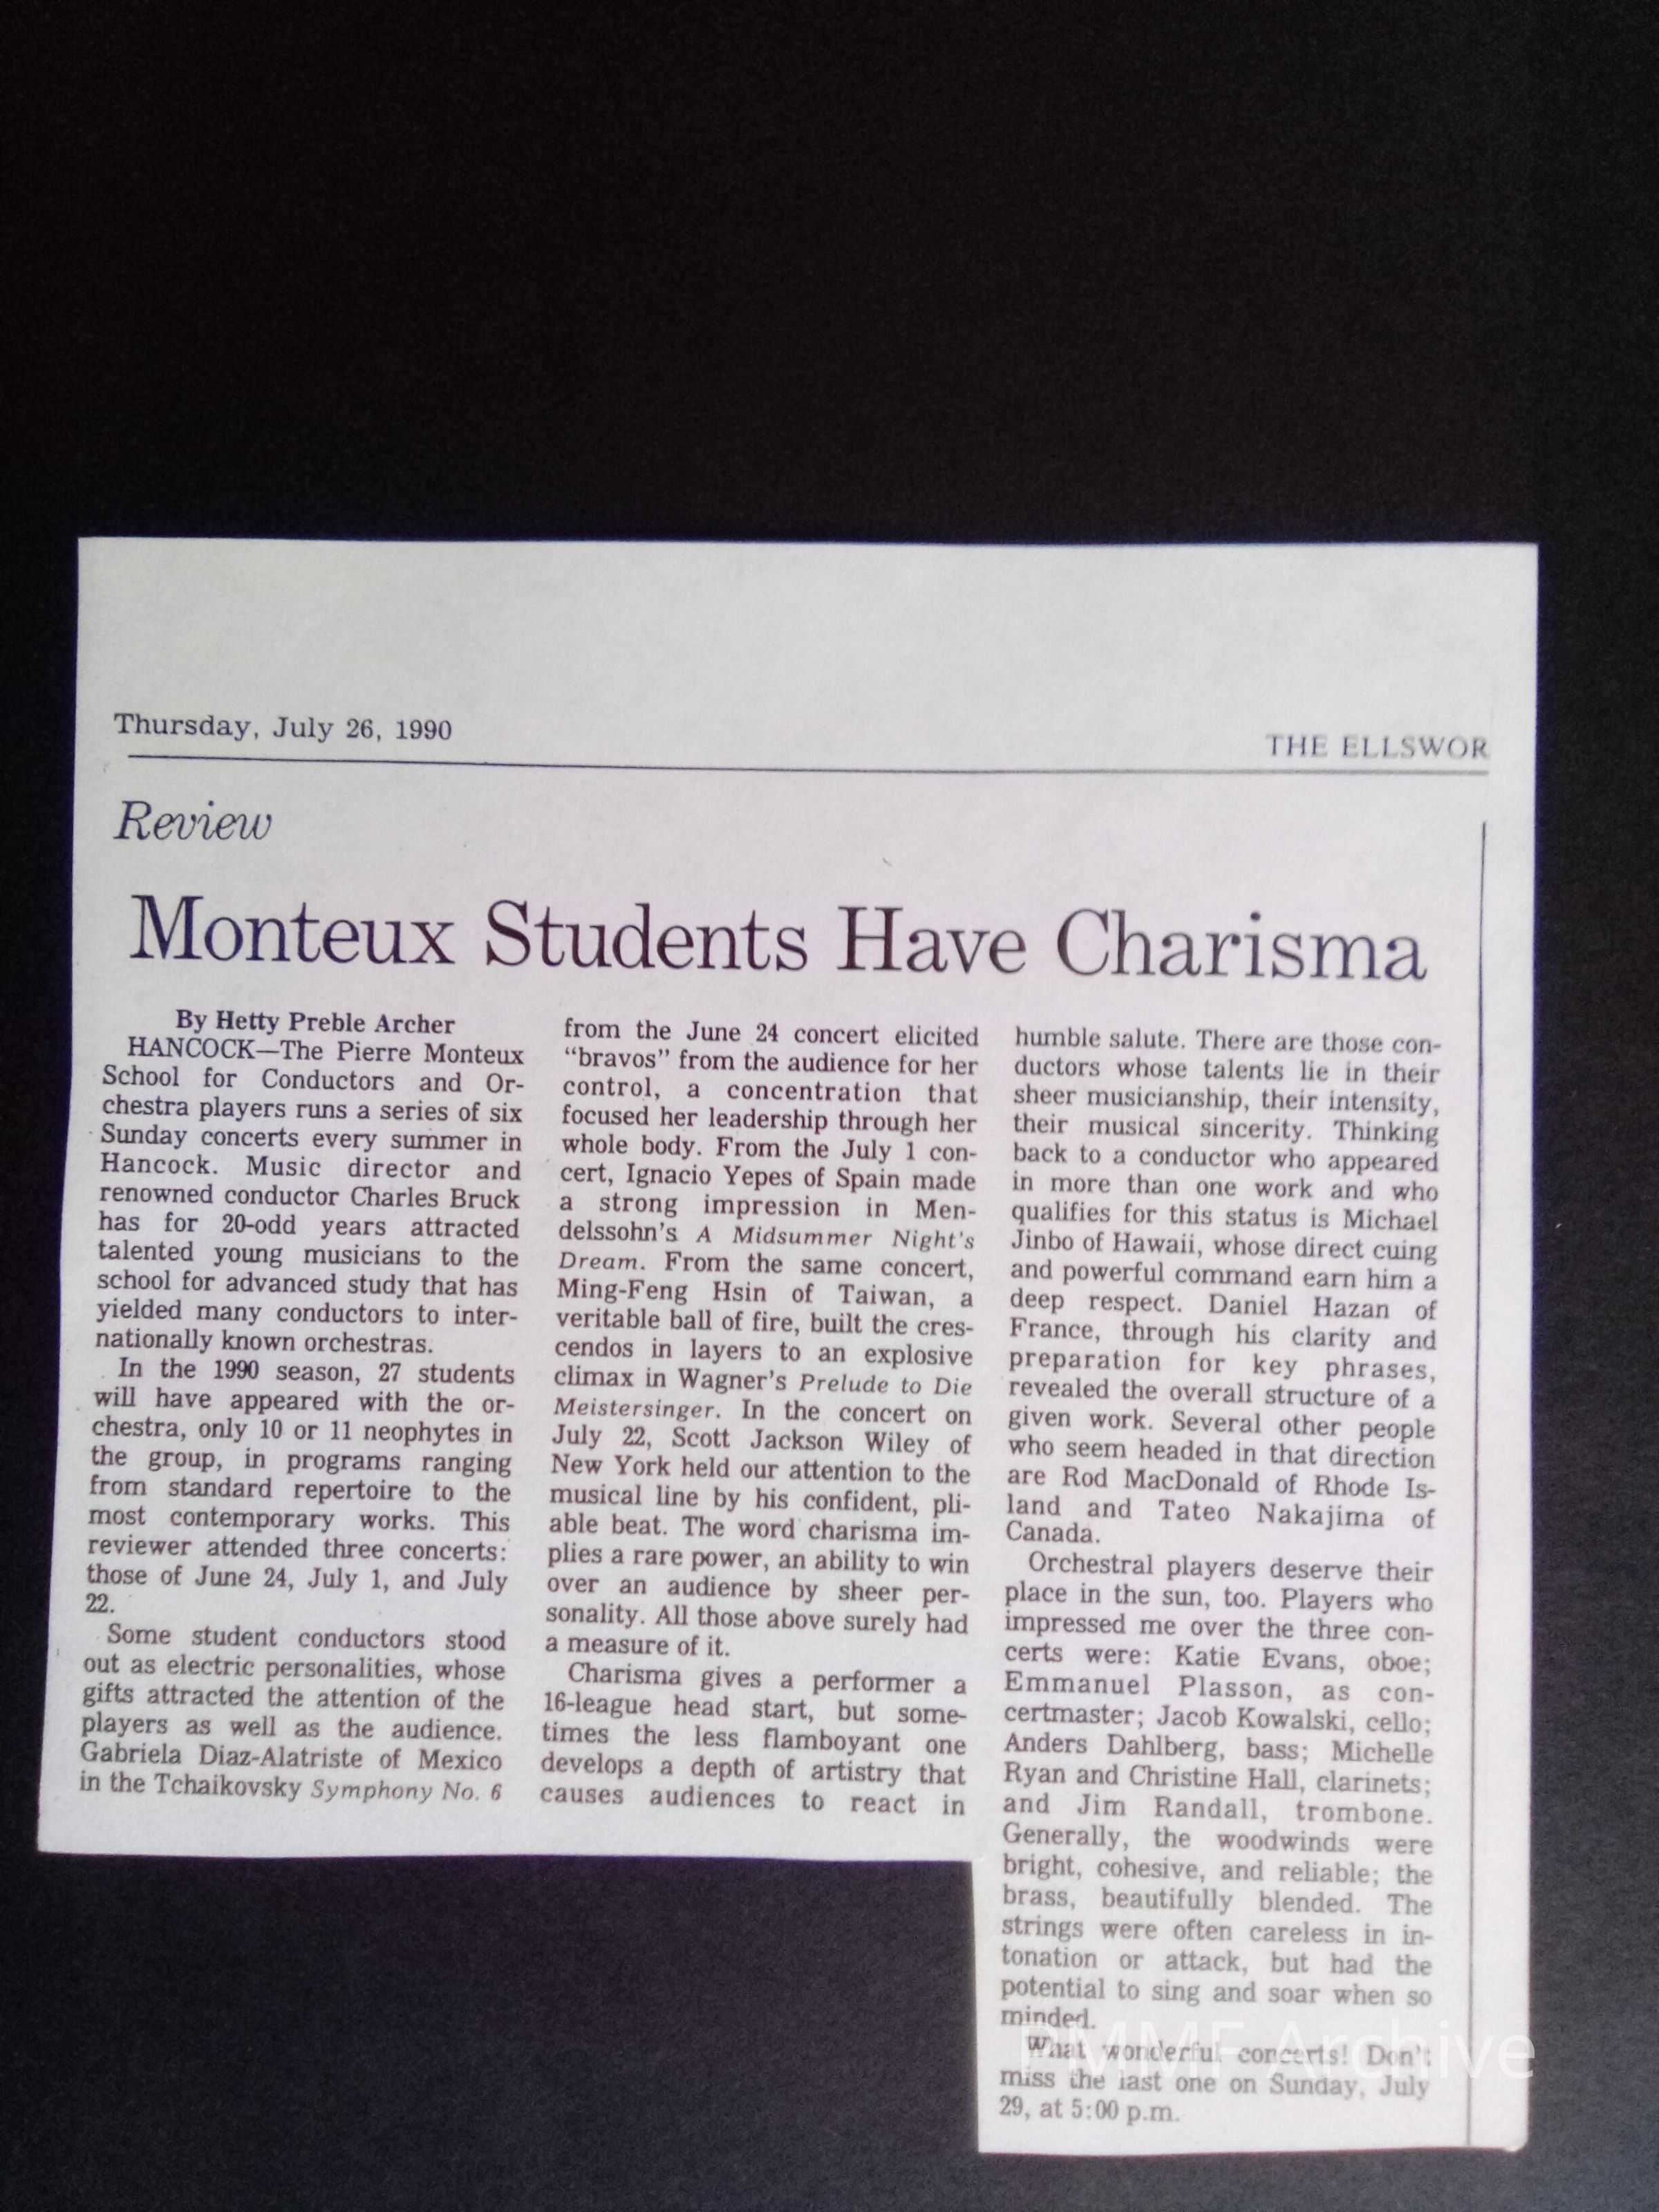 Thursday, July 26, 1990
THE ELLSWOR
Review
Monteux Students Have Charisma
By Hetty Preble Archer
HANCOCK—The Pierre Monteux
School for Conductors and Or-
chestra players runs a series of six
Sunday concerts every summer in
Hancock. Music director and
renowned conductor Charles Bruck
has for 20-odd years attracted
talented young musicians to the
school for advanced study that has
yielded many conductors to inter-
nationally known orchestras.
In the 1990 season, 27 students
will have appeared with the or-
chestra, only 10 or 11 neophytes in
the group, in programs ranging
from standard repertoire to the
most contemporary works. This
reviewer attended three concerts:
those of June 24, July 1, and July
22.
Some student conductors stood
out as electric personalities, whose
gifts attracted the attention of the
players as well as the audience.
Gabriela Diaz-Alatriste of Mexico
in the Tchaikovsky Symphony No. 6
from the June 24 concert elicited
"bravos" from the audience for her
control, a concentration that
focused her leadership through her
whole body. From the July 1 con-
cert, Ignacio Yepes of Spain made
a strong impression in Men-
delssohn's A Midsummer Night's
Dream. From the same concert,
Ming-Feng Hsin of Taiwan, a
veritable ball of fire, built the cres-
cendos in layers to an explosive
climax in Wagner's Prelude to Die
Meistersinger. In the concert on
July 22, Scott Jackson Wiley of
New York held our attention to the
musical line by his confident, pli-
able beat. The word charisma im-
plies a rare power, an ability to win
over an audience by sheer per-
sonality. All those above surely had
a measure of it.
Charisma gives a performer a
16-league head start, but some-
times the less flamboyant one
develops a depth of artistry that
causes audiences to react in
humble salute. There are those con-
ductors whose talents lie in their
sheer musicianship, their intensity,
their musical sincerity. Thinking
back to a conductor who appeared
in more than one work and who
qualifies for this status is Michael
Jinbo of Hawaii, whose direct cuing
and powerful command earn him a
deep respect. Daniel Hazan of
France, through his clarity and
preparation for key phrases,
revealed the overall structure of a
given work. Several other people
who seem headed in that direction
are Rod MacDonald of Rhode Is-
land and Tateo Nakajima of
Canada.
Orchestral players deserve their
place in the sun, too. Players who
impressed me over the three con-
certs were: Katie Evans, oboe;
Emmanuel Plasson, as con-
certmaster; Jacob Kowalski, cello;
Anders Dahlberg, bass; Michelle
Ryan and Christine Hall, clarinets;
and Jim Randall, trombone.
Generally, the woodwinds were
bright, cohesive, and reliable; the
brass, beautifully blended. The
strings were often careless in in-
tonation or attack, but had the
potential to sing and soar when so
minded.
What wonderful concerts! Don't
miss the last one on Sunday, July
29, at 5:00 p.m.
PMMF Archive